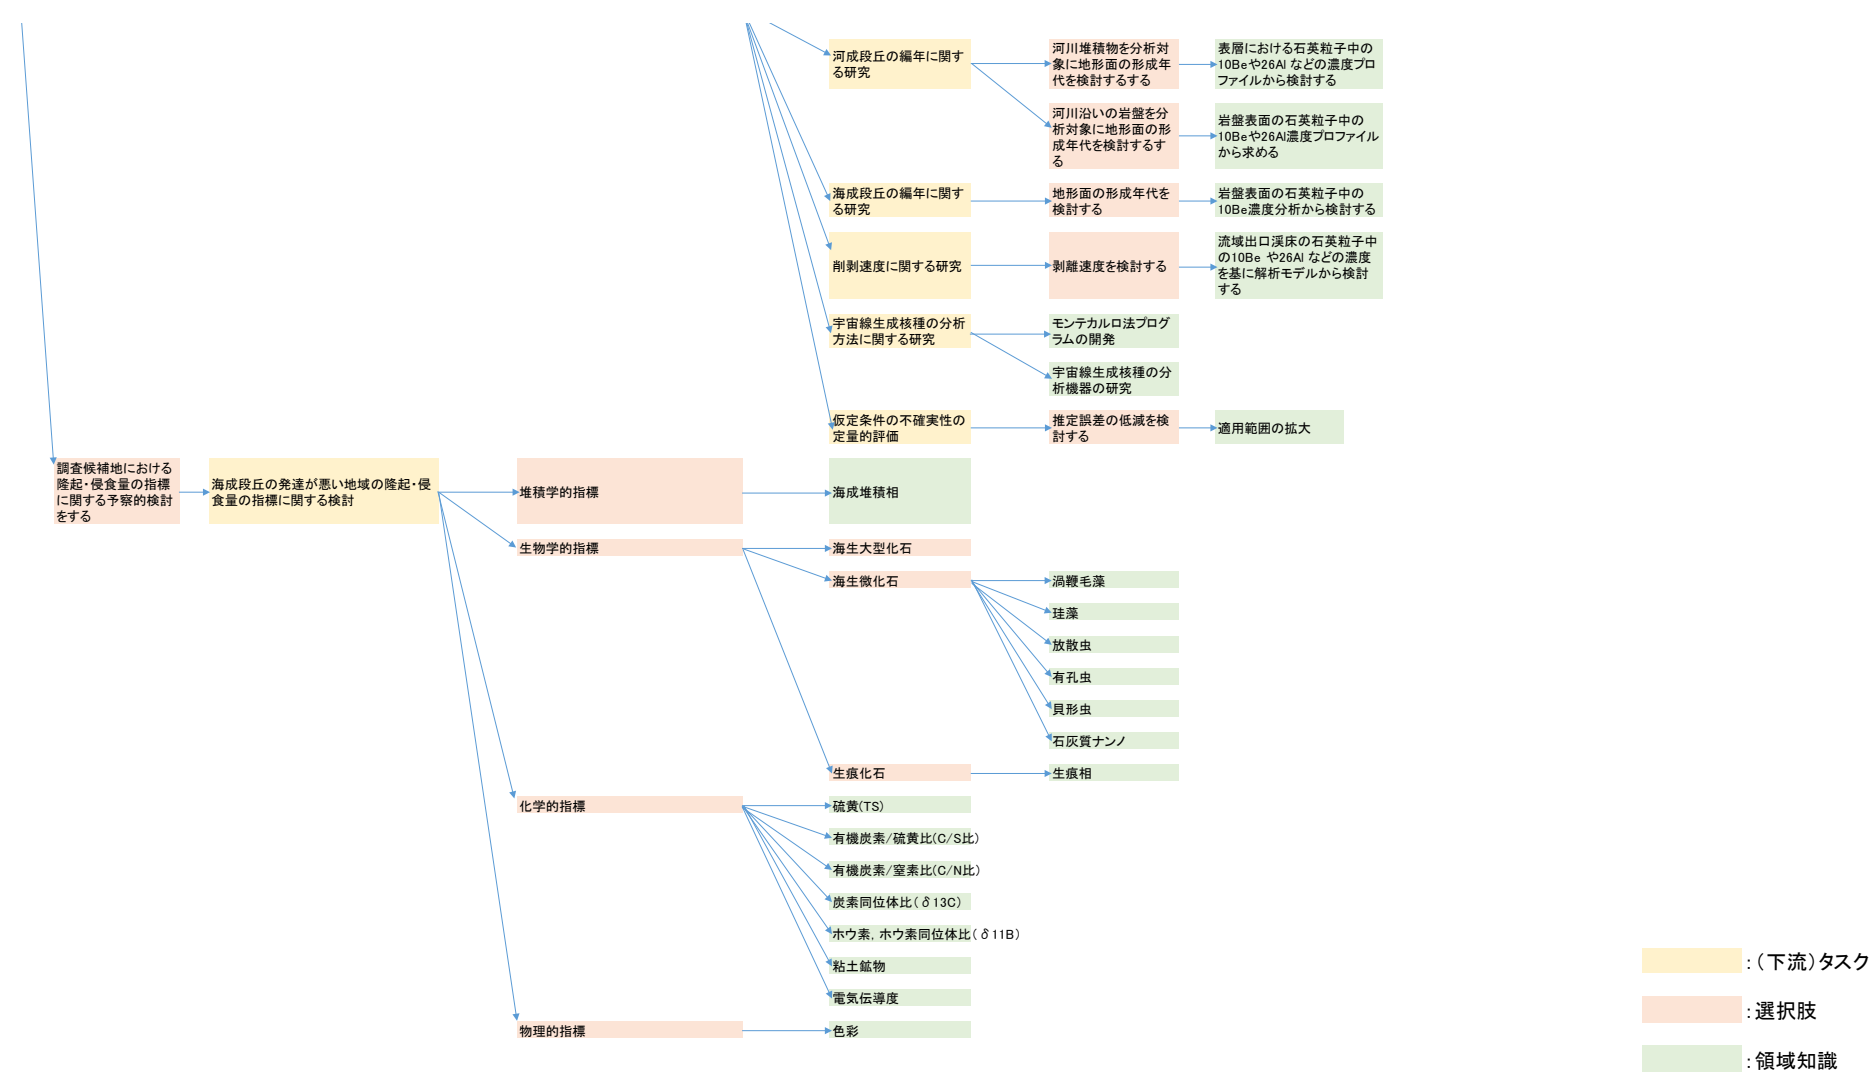 河成段丘の編年に関す
る研究
河川堆積物を分析対
象に地形面の形成年
代を検討するする
表層における石英粒子中の
10Beや26Al などの濃度プロ
ファイルから検討する
河川沿いの岩盤を分
析対象に地形面の形
成年代を検討するす
る
岩盤表面の石英粒子中の
10Beや26Al濃度プロファイル
から求める
海成段丘の編年に関す
る研究
地形面の形成年代を
検討する
岩盤表面の石英粒子中の
10Be濃度分析から検討する
削剥速度に関する研究
剥離速度を検討する
流域出口渓床の石英粒子中
の10Be や26Al などの濃度
を基に解析モデルから検討
する
宇宙線生成核種の分析
方法に関する研究
モンテカルロ法プログ
ラムの開発
宇宙線生成核種の分
析機器の研究
仮定条件の不確実性の
定量的評価
推定誤差の低減を検
討する
適用範囲の拡大
調査候補地における
隆起・侵食量の指標
に関する予察的検討
をする
海成段丘の発達が悪い地域の隆起・侵
食量の指標に関する検討
堆積学的指標
海成堆積相
生物学的指標
海生大型化石
海生微化石
渦鞭毛藻
珪藻
放散虫
有孔虫
貝形虫
石灰質ナンノ
生痕化石
生痕相
化学的指標
硫黄(TS)
有機炭素/硫黄比(C/S比)
有機炭素/窒素比(C/N比)
炭素同位体比(δ13C)
ホウ素, ホウ素同位体比(δ11B)
粘土鉱物
電気伝導度
物理的指標
色彩
:(下流)タスク
:選択肢
:領域知識